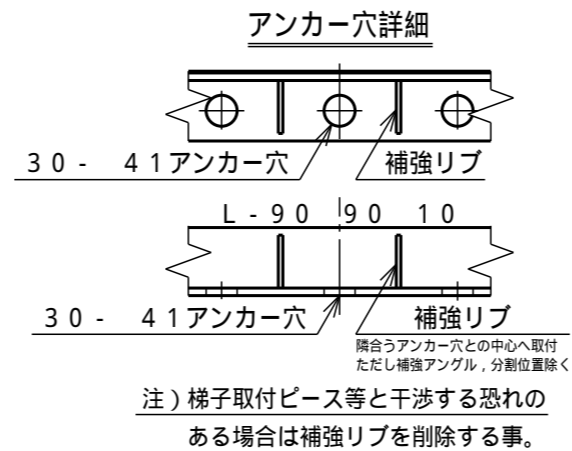 アンカー穴詳細
30- 41アンカー穴
補強リブ
L-90 90 10
30- 41アンカー穴
補強リブ
隣合うアンカー穴との中心へ取付
ただし補強アングル,分割位置除く
注)梯子取付ピース等と干渉する恐れの
ある場合は補強リブを削除する事。